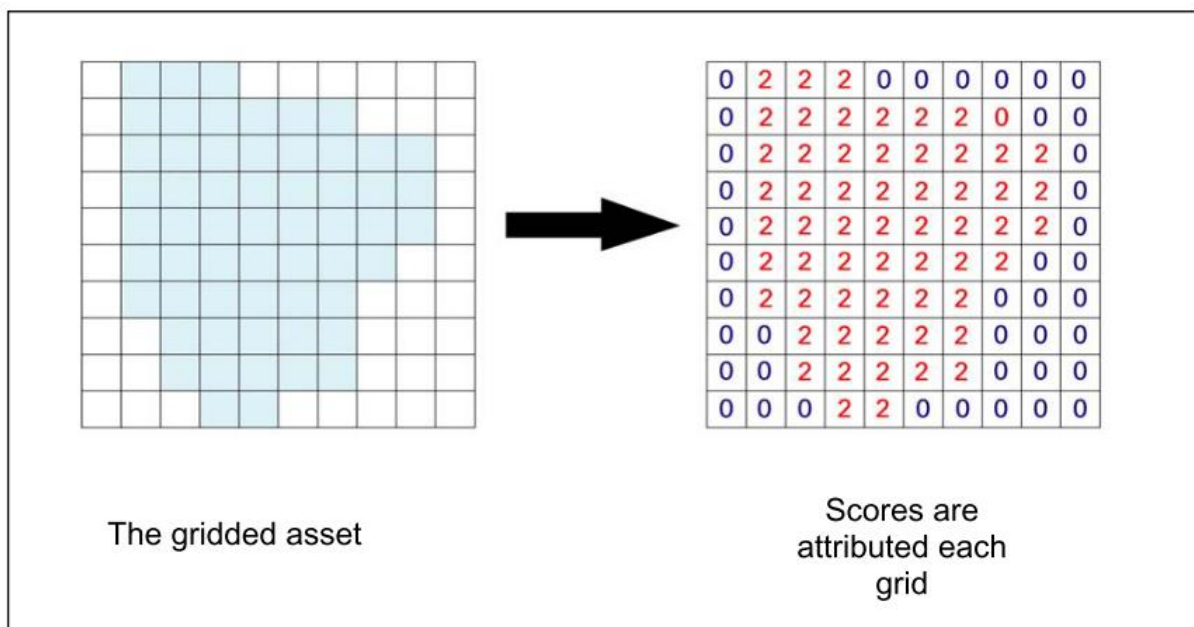 0 2 2 2 0 0 0 0 0 0
0 2 2 2 2 2 2 0 0 0
0 2 2 2 2 2 2 2 2 0
0 2 2 2 2 2 2 2 2 0
0 2 2 2 2 2 2 2 2 0
0 2 2 2 2 2 2 2 0 0
0 2 2 2 2 2 2 0 0 0
0 0 2 2 2 2 2 0 0 0
0 0 2 2 2 2 2 0 0 0
0 0 0 2 2 0 0 0 0 0
The gridded asset
Scores are
attributed each
grid